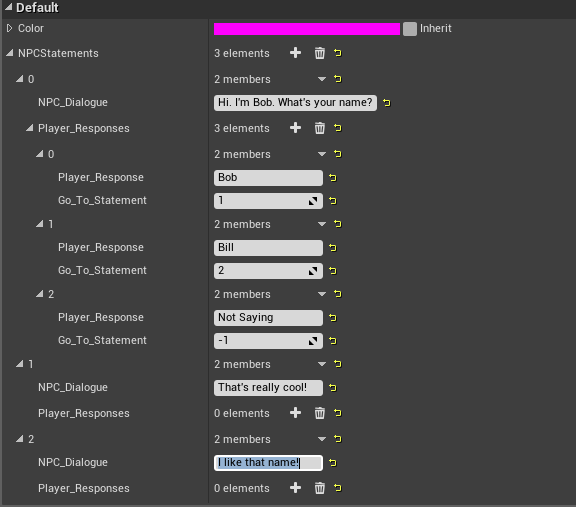 Default
Color Inherit
NPCStatements 3 elements
0 2 members
NPC_Dialogue Hi. I'm Bob. What's your name?
Player_Responses 3 elements
0 2 members
Player_Response Bob
Go_To_Statement 1
1 2 members
Player_Response Bill
Go_To_Statement 2
2 2 members
Player_Response Not Saying
Go_To_Statement -1
1 2 members
NPC_Dialogue That's really cool!
Player_Responses 0 elements
2 2 members
NPC_Dialogue I like that name!
Player_Responses 0 elements